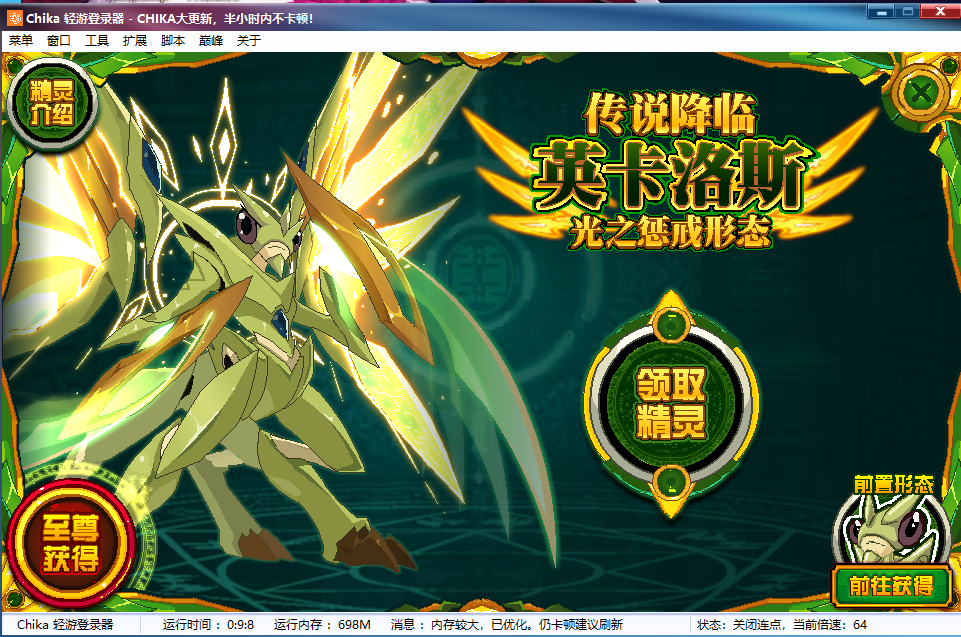 Chika 轻游登录器 - CHIKA大更新，半小时内不卡顿！
菜单 窗口 工具 扩展 脚本 巅峰 关于
精灵
介绍
传说降临
英卡洛斯
光之惩戒形态
领取
精灵
前置形态
至尊
获得
前往获得
Chika 轻游登录器 运行时间 ：0:9:8 运行内存 ：698M 消息 ：内存较大，已优化。仍卡顿建议刷新 状态：关闭连点，当前倍速：64